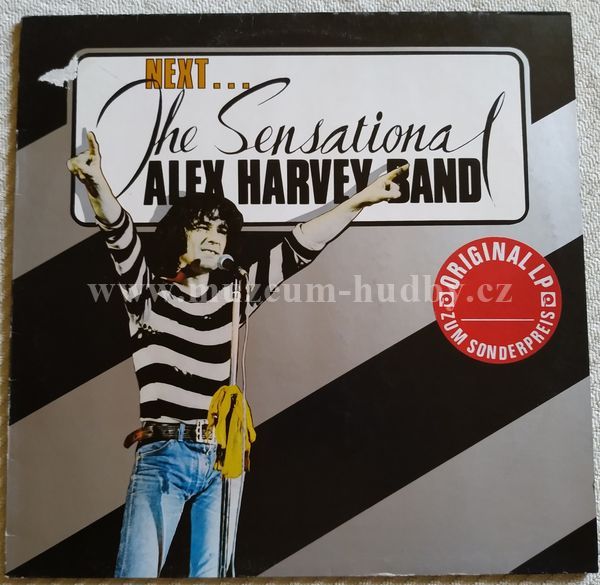 NEXT...
The Sensational
ALEX HARVEY BAND
www.muzeum-hudby.cz
ORIGINAL LP
ZUM SONDERPREIS